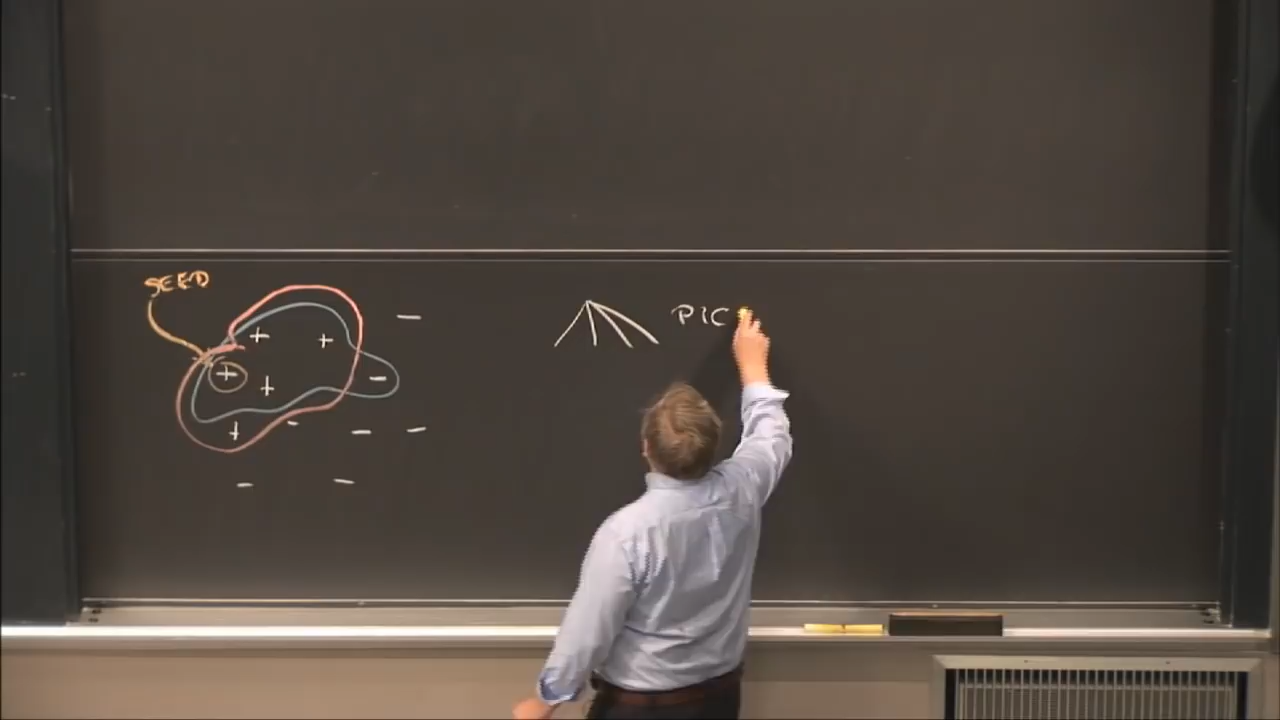 SEED
PIC
+ + -
+ + -
+ - - -
- -